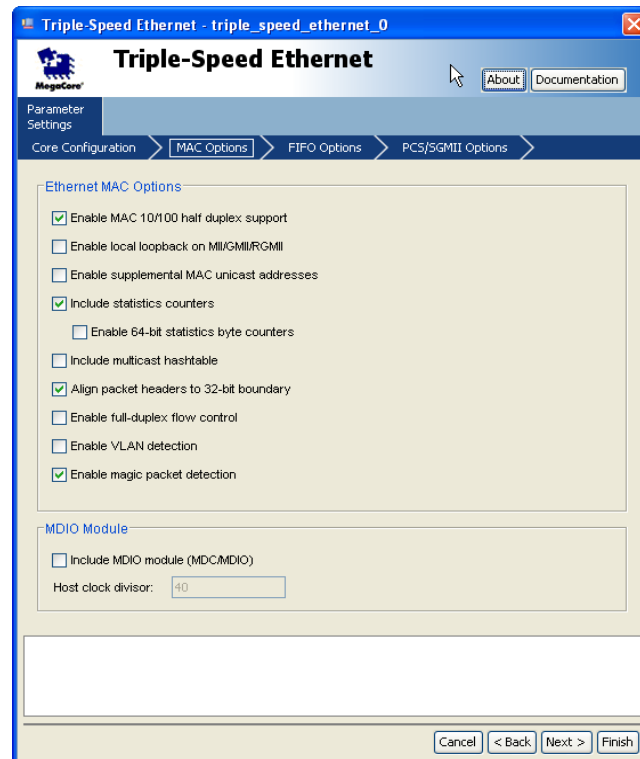 Triple-Speed Ethernet - triple_speed_ethernet_0
MegaCore®
Triple-Speed Ethernet
About
Documentation
Parameter
Settings
Core Configuration
MAC Options
FIFO Options
PCS/SGMII Options
Ethernet MAC Options
Enable MAC 10/100 half duplex support
Enable local loopback on MII/GMII/RGMII
Enable supplemental MAC unicast addresses
Include statistics counters
Enable 64-bit statistics byte counters
Include multicast hashtable
Align packet headers to 32-bit boundary
Enable full-duplex flow control
Enable VLAN detection
Enable magic packet detection
MDIO Module
Include MDIO module (MDC/MDIO)
Host clock divisor:
40
Cancel
< Back
Next >
Finish